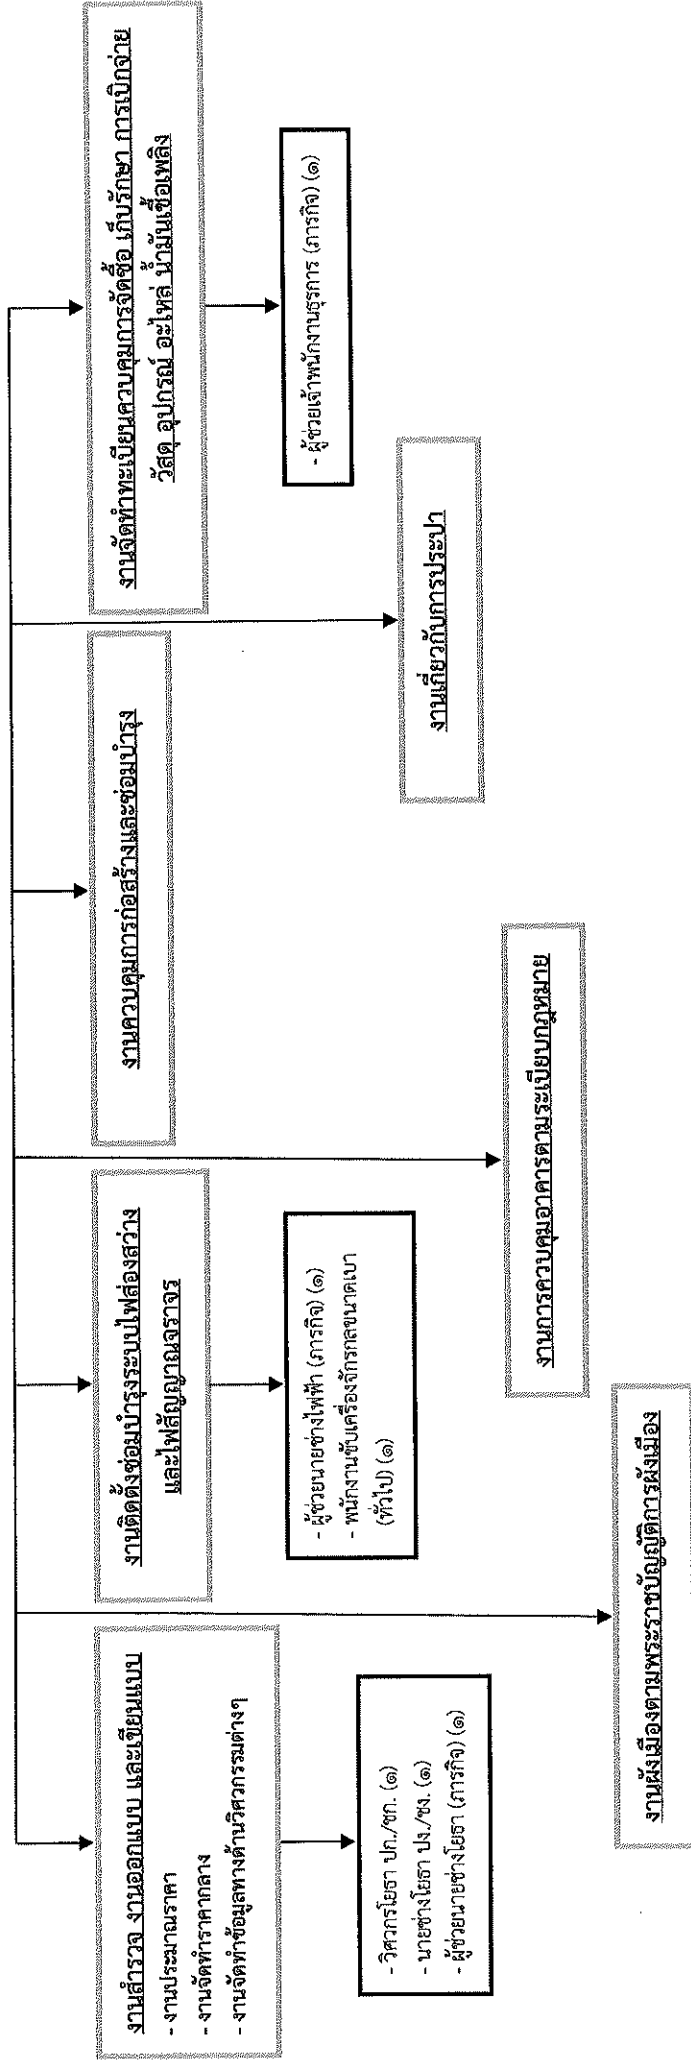 งานสำรวจ งานออกแบบ และเขียนแบบ
- งานประมาณราคา
- งานจัดทำราคากลาง
- งานจัดทำข้อมูลทางด้านวิศวกรรมต่างๆ
- วิศวกรโยธา ปก./ชก. (๑)
- นายช่างโยธา ปง./ชง. (๑)
- ผู้ช่วยนายช่างโยธา (ภารกิจ) (๑)
งานติดตั้งซ่อมบำรุงระบบไฟส่องสว่าง
และไฟสัญญาณจราจร
- ผู้ช่วยนายช่างไฟฟ้า (ภารกิจ) (๑)
- พนักงานขับเครื่องจักรกลขนาดเบา
(ทั่วไป) (๑)
งานควบคุมการก่อสร้างและซ่อมบำรุง
งานจัดทำทะเบียนควบคุมการจัดซื้อ เก็บรักษา การเบิกจ่าย
วัสดุ อุปกรณ์ อะไหล่ น้ำมันเชื้อเพลิง
- ผู้ช่วยเจ้าพนักงานธุรการ (ภารกิจ) (๑)
งานผังเมืองตามพระราชบัญญัติการผังเมือง
งานการควบคุมอาคารตามระเบียบกฎหมาย
งานเกี่ยวกับการประปา